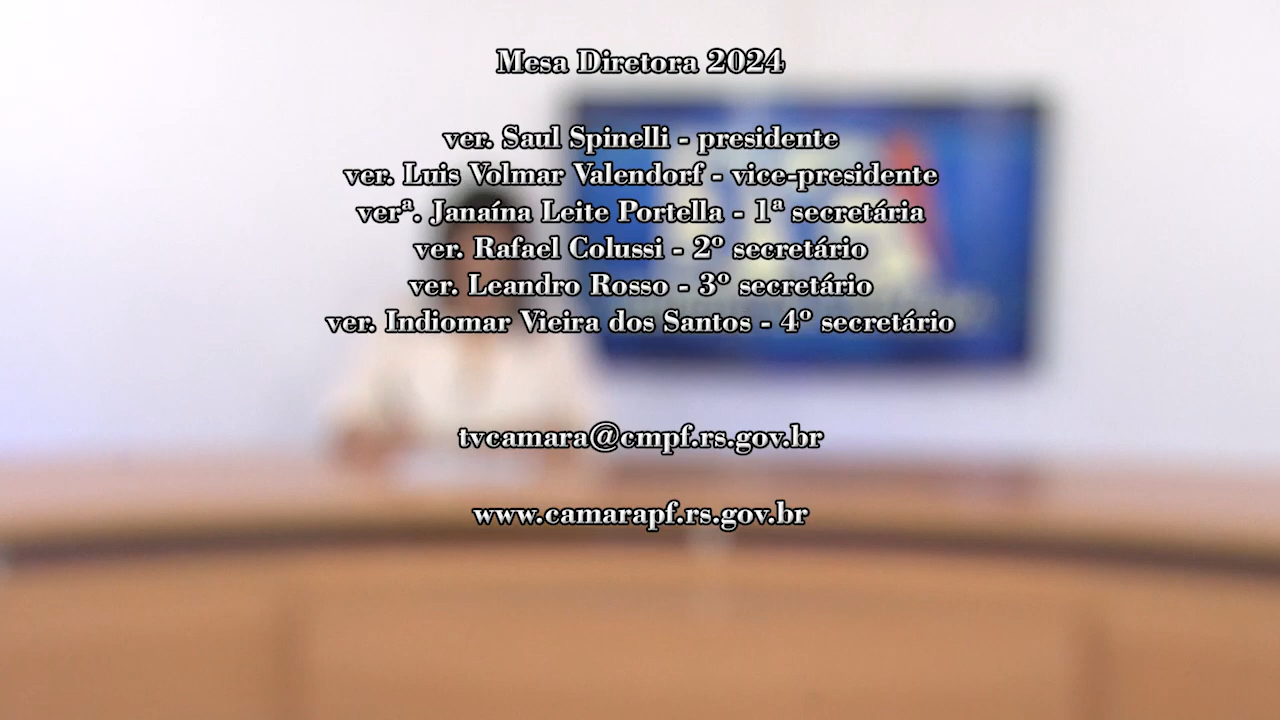 Mesa Diretora 2024
ver. Saul Spinelli - presidente
ver. Luis Volmar Valendorf - vice-presidente
verª. Janaína Leite Portella - 1ª secretária
ver. Rafael Colussi - 2º secretário
ver. Leandro Rosso - 3º secretário
ver. Indiomar Vieira dos Santos - 4º secretário
tvcamara@cmpf.rs.gov.br
www.camarapf.rs.gov.br